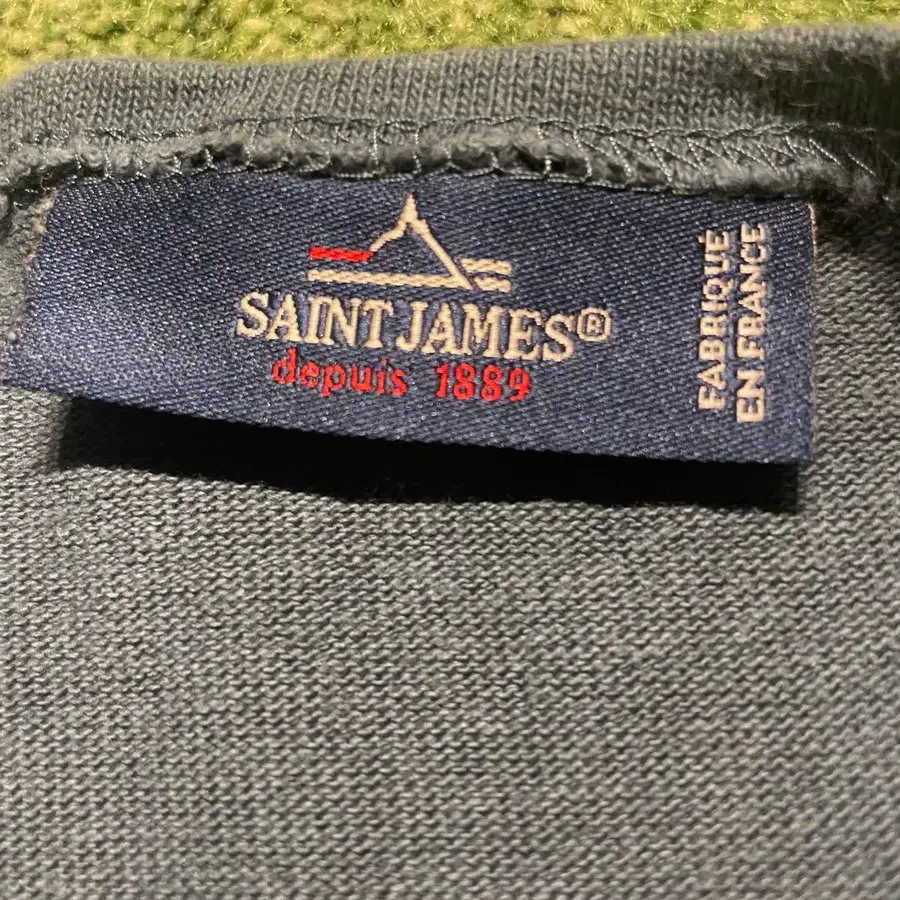 SAINT JAMES®
depuis 1889
FABRIQUÉ
EN FRANCE